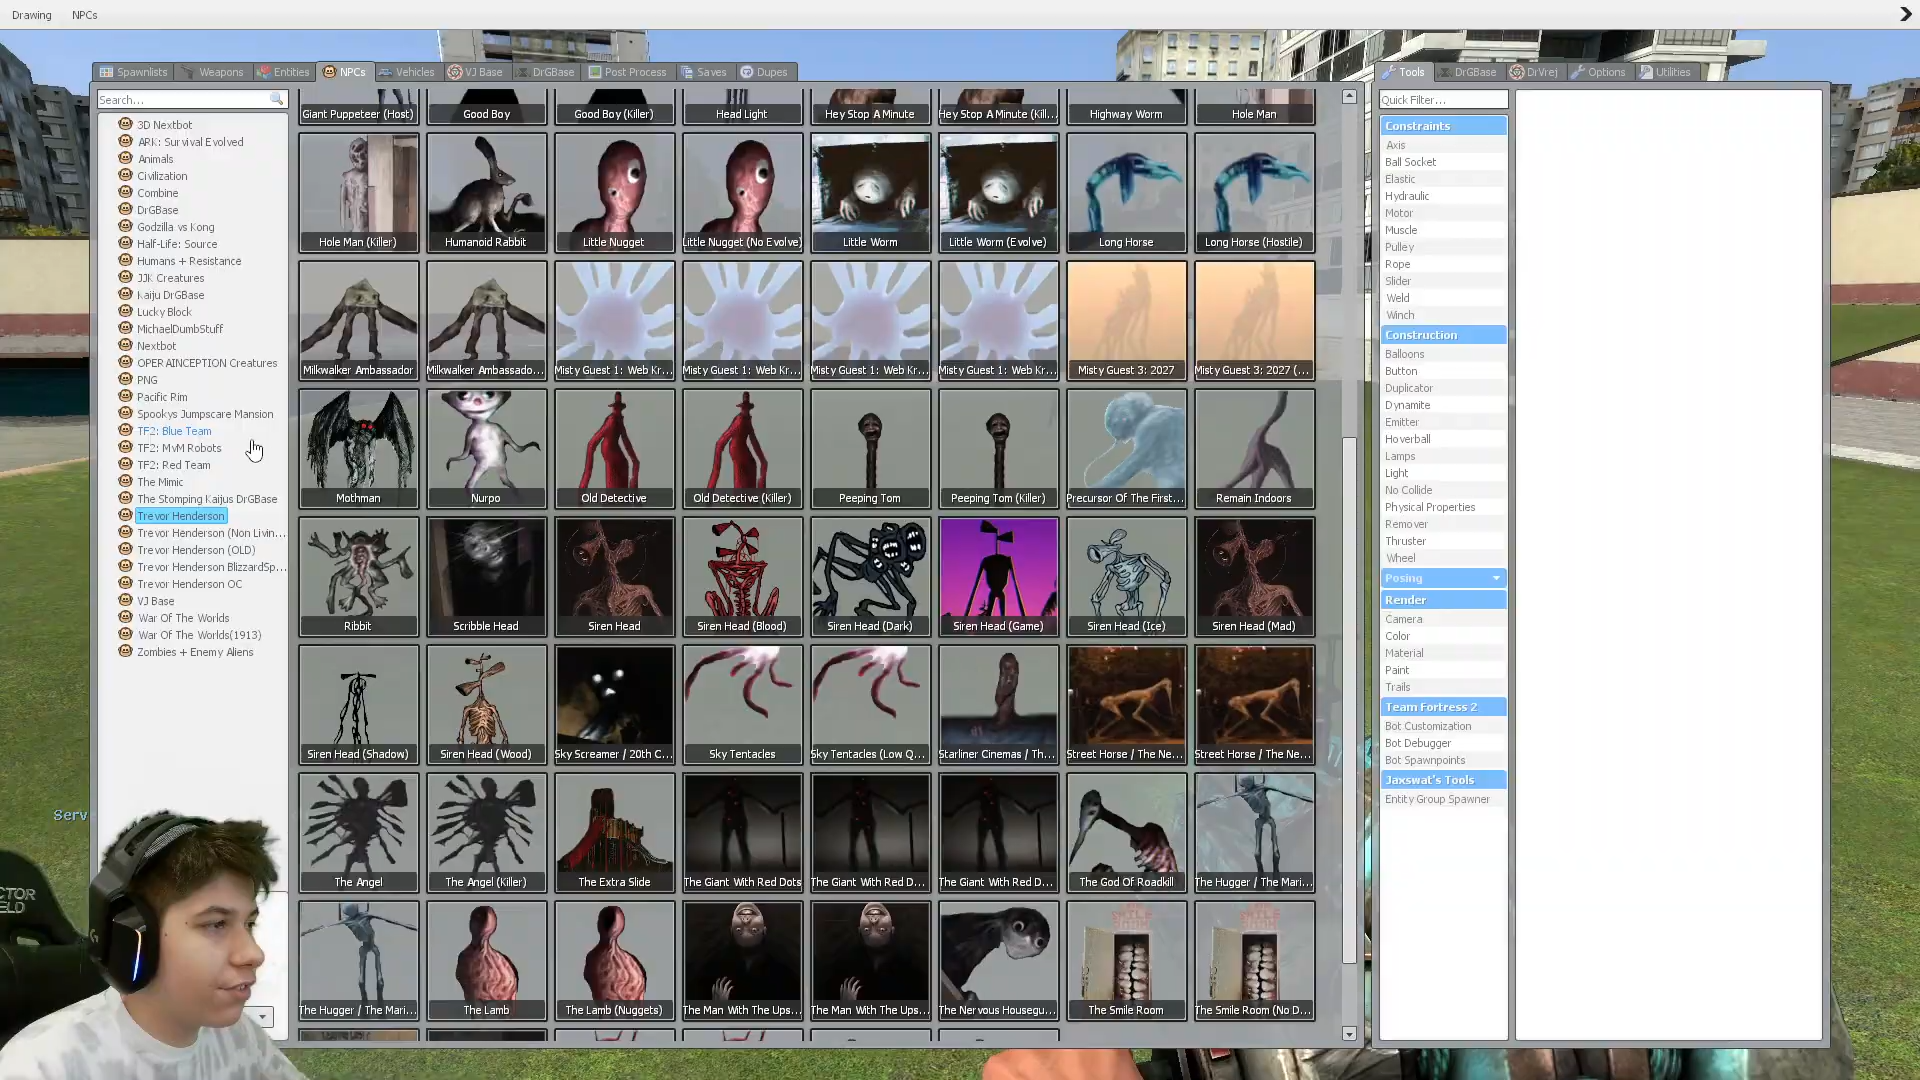 Drawing NPCs
Spawnlists Weapons Entities NPCs Vehicles VJ Base DrGBase Post Process Saves Dupes
Search...
3D Nextbot
ARK: Survival Evolved
Animals
Civilization
Combine
DrGBase
Godzilla vs Kong
Half-Life: Source
Humans + Resistance
JJK Creatures
Kaiju DrGBase
Lucky Block
MichaelDumbStuff
Nextbot
OPERAINCEPTION Creatures
PNG
Pacific Rim
Spookys Jumpscare Mansion
TF2: Blue Team
TF2: MvM Robots
TF2: Red Team
The Mimic
The Stomping Kaijus DrGBase
Trevor Henderson
Trevor Henderson (Non Livin...
Trevor Henderson (OLD)
Trevor Henderson BlizzardSp...
Trevor Henderson OC
VJ Base
War Of The Worlds
War Of The Worlds(1913)
Zombies + Enemy Aliens
Serv
Giant Puppeteer (Host) Good Boy Good Boy (Killer) Head Light Hey Stop A Minute Hey Stop A Minute (Kill... Highway Worm Hole Man
Hole Man (Killer) Humanoid Rabbit Little Nugget Little Nugget (No Evolve) Little Worm Little Worm (Evolve) Long Horse Long Horse (Hostile)
Milkwalker Ambassador Milkwalker Ambassado... Misty Guest 1: Web Kr... Misty Guest 1: Web Kr... Misty Guest 1: Web Kr... Misty Guest 1: Web Kr... Misty Guest 3: 2027 Misty Guest 3: 2027 (...
Mothman Nurpo Old Detective Old Detective (Killer) Peeping Tom Peeping Tom (Killer) Precursor Of The First... Remain Indoors
Ribbit Scribble Head Siren Head Siren Head (Blood) Siren Head (Dark) Siren Head (Game) Siren Head (Ice) Siren Head (Mad)
Siren Head (Shadow) Siren Head (Wood) Sky Screamer / 20th C... Sky Tentacles Sky Tentacles (Low Q... Starliner Cinemas / Th... Street Horse / The Ne... Street Horse / The Ne...
The Angel The Angel (Killer) The Extra Slide The Giant With Red Dots The Giant With Red D... The Giant With Red D... The God Of Roadkill The Hugger / The Mari...
The Hugger / The Mari... The Lamb The Lamb (Nuggets) The Man With The Ups... The Man With The Ups... The Nervous Housegu... The Smile Room The Smile Room (No D...
Tools DrGBase DrVrej Options Utilities
Quick Filter...
Constraints
Axis
Ball Socket
Elastic
Hydraulic
Motor
Muscle
Pulley
Rope
Slider
Weld
Winch
Construction
Balloons
Button
Duplicator
Dynamite
Emitter
Hoverball
Lamps
Light
No Collide
Physical Properties
Remover
Thruster
Wheel
Posing
Render
Camera
Color
Material
Paint
Trails
Team Fortress 2
Bot Customization
Bot Debugger
Bot Spawnpoints
Jaxswat's Tools
Entity Group Spawner